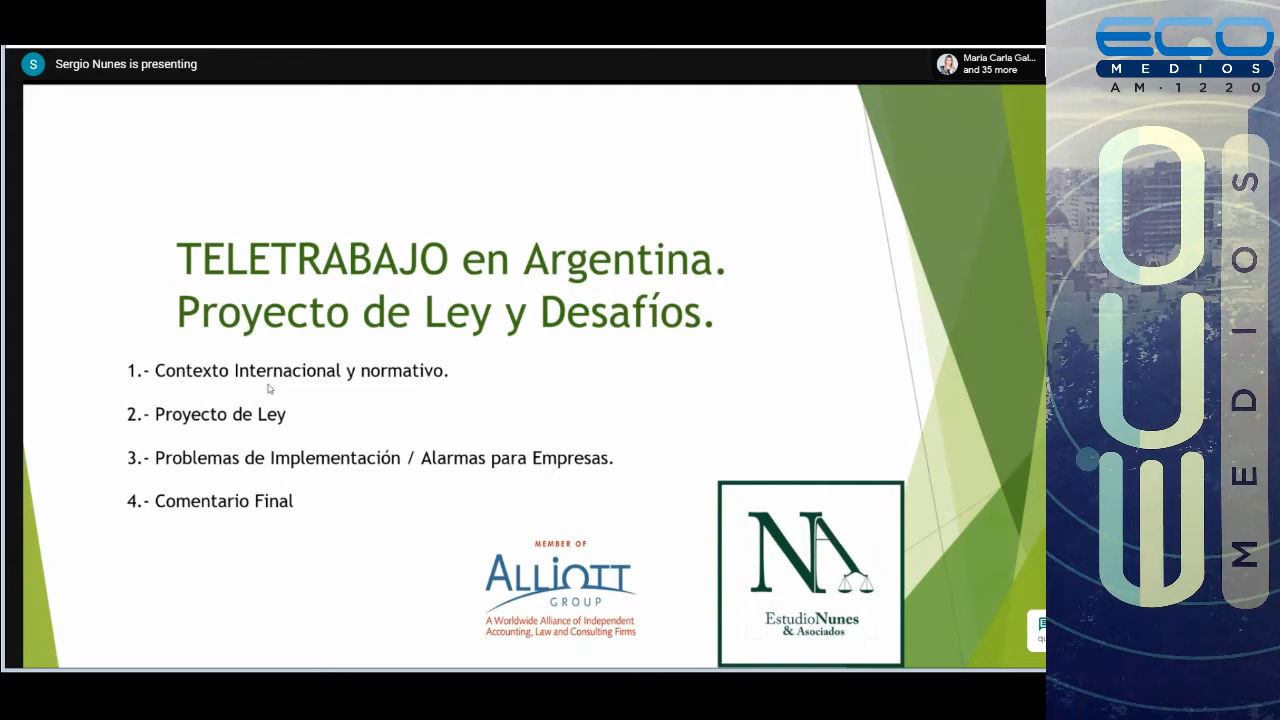 S
Sergio Nunes is presenting
Maria Carla Gal...
and 35 more
TELETRABAJO en Argentina.
Proyecto de Ley y Desafíos.
1.- Contexto Internacional y normativo.
2.- Proyecto de Ley
3.- Problemas de Implementación / Alarmas para Empresas.
4.- Comentario Final
MEMBER OF
ALLIOTT
GROUP
A Worldwide Alliance of Independent
Accounting, Law and Consulting Firms
NA
EstudioNunes
& Asociados
qu
ECO
MEDIOS
AM·1220
ECO
MEDIOS